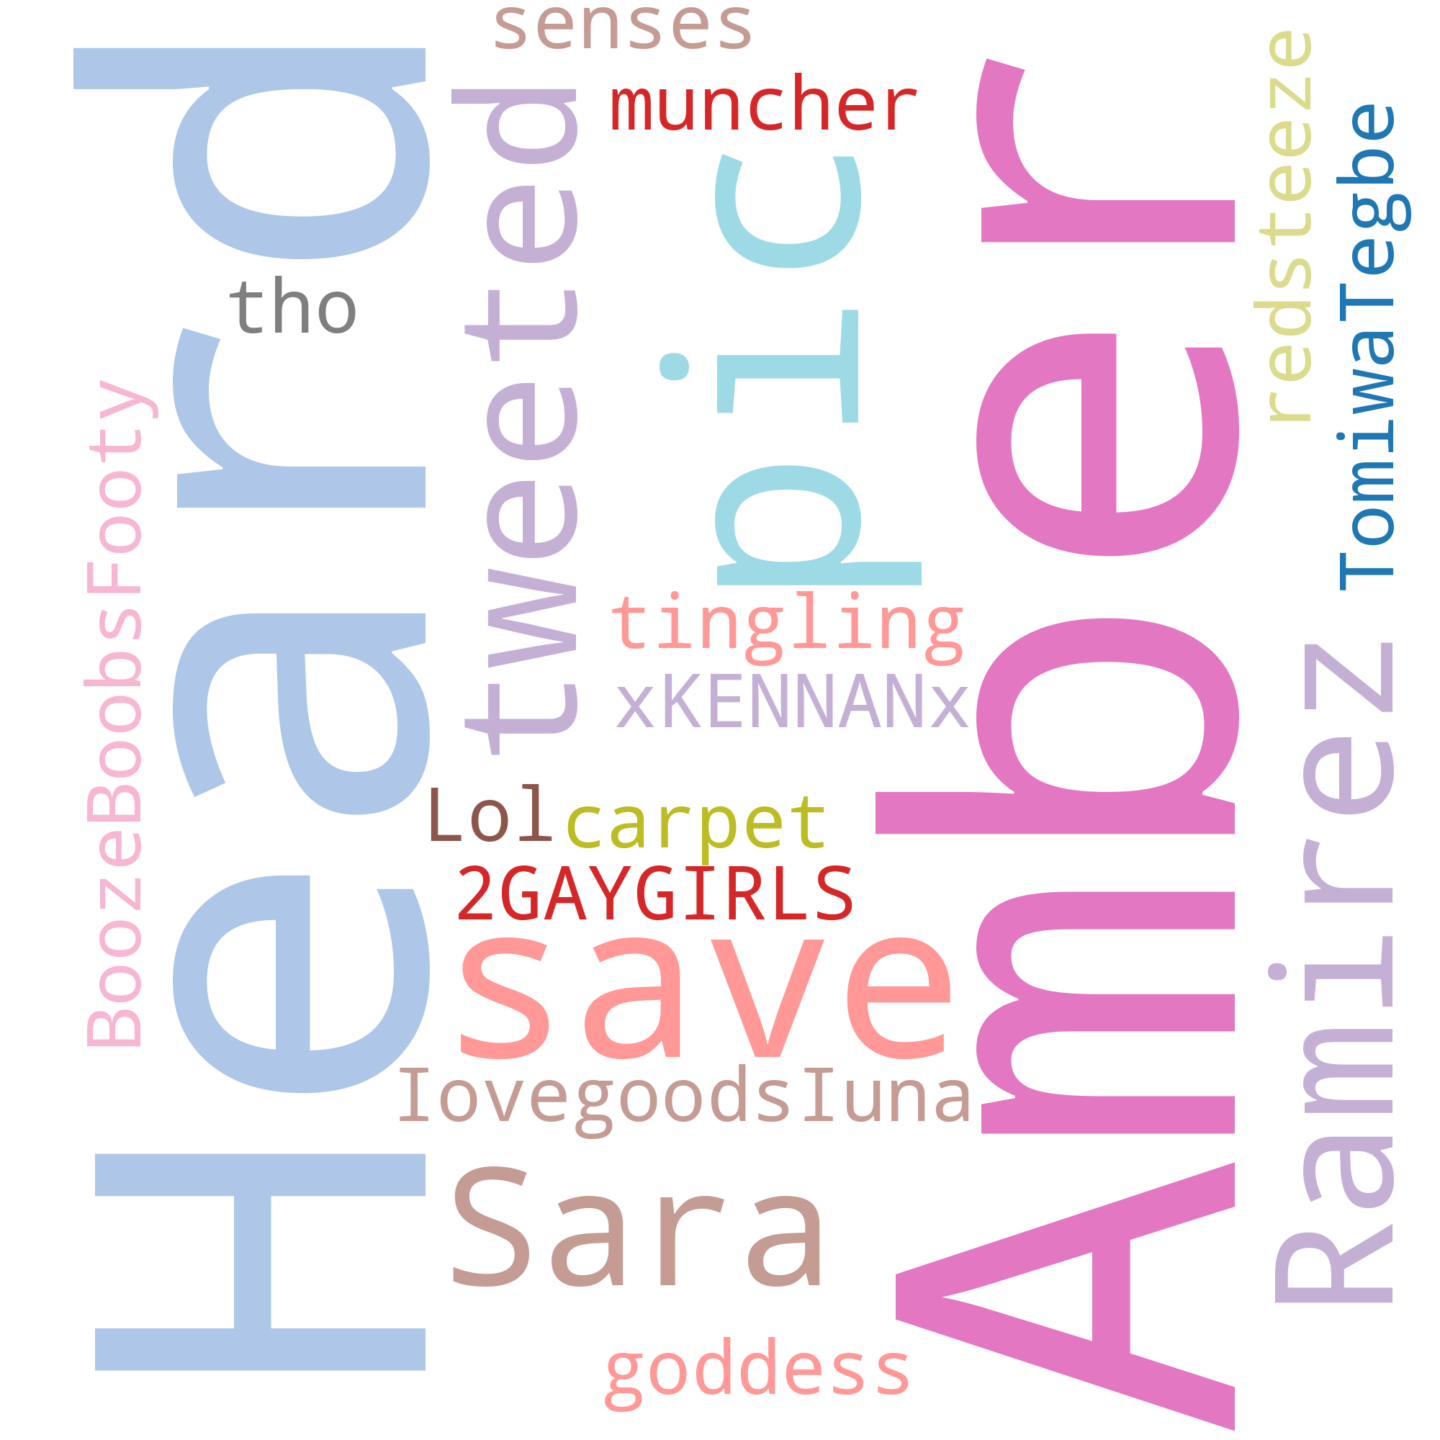 senses
muncher
Heard
tho
tweeted
pic
Amber
redsteeze
TomiwaTegbe
BoozeBoobsFooty
tingling
xKENNANx
Lol
carpet
2GAYGIRLS
save
IovegoodsIuna
Sara
Ramirez
goddess